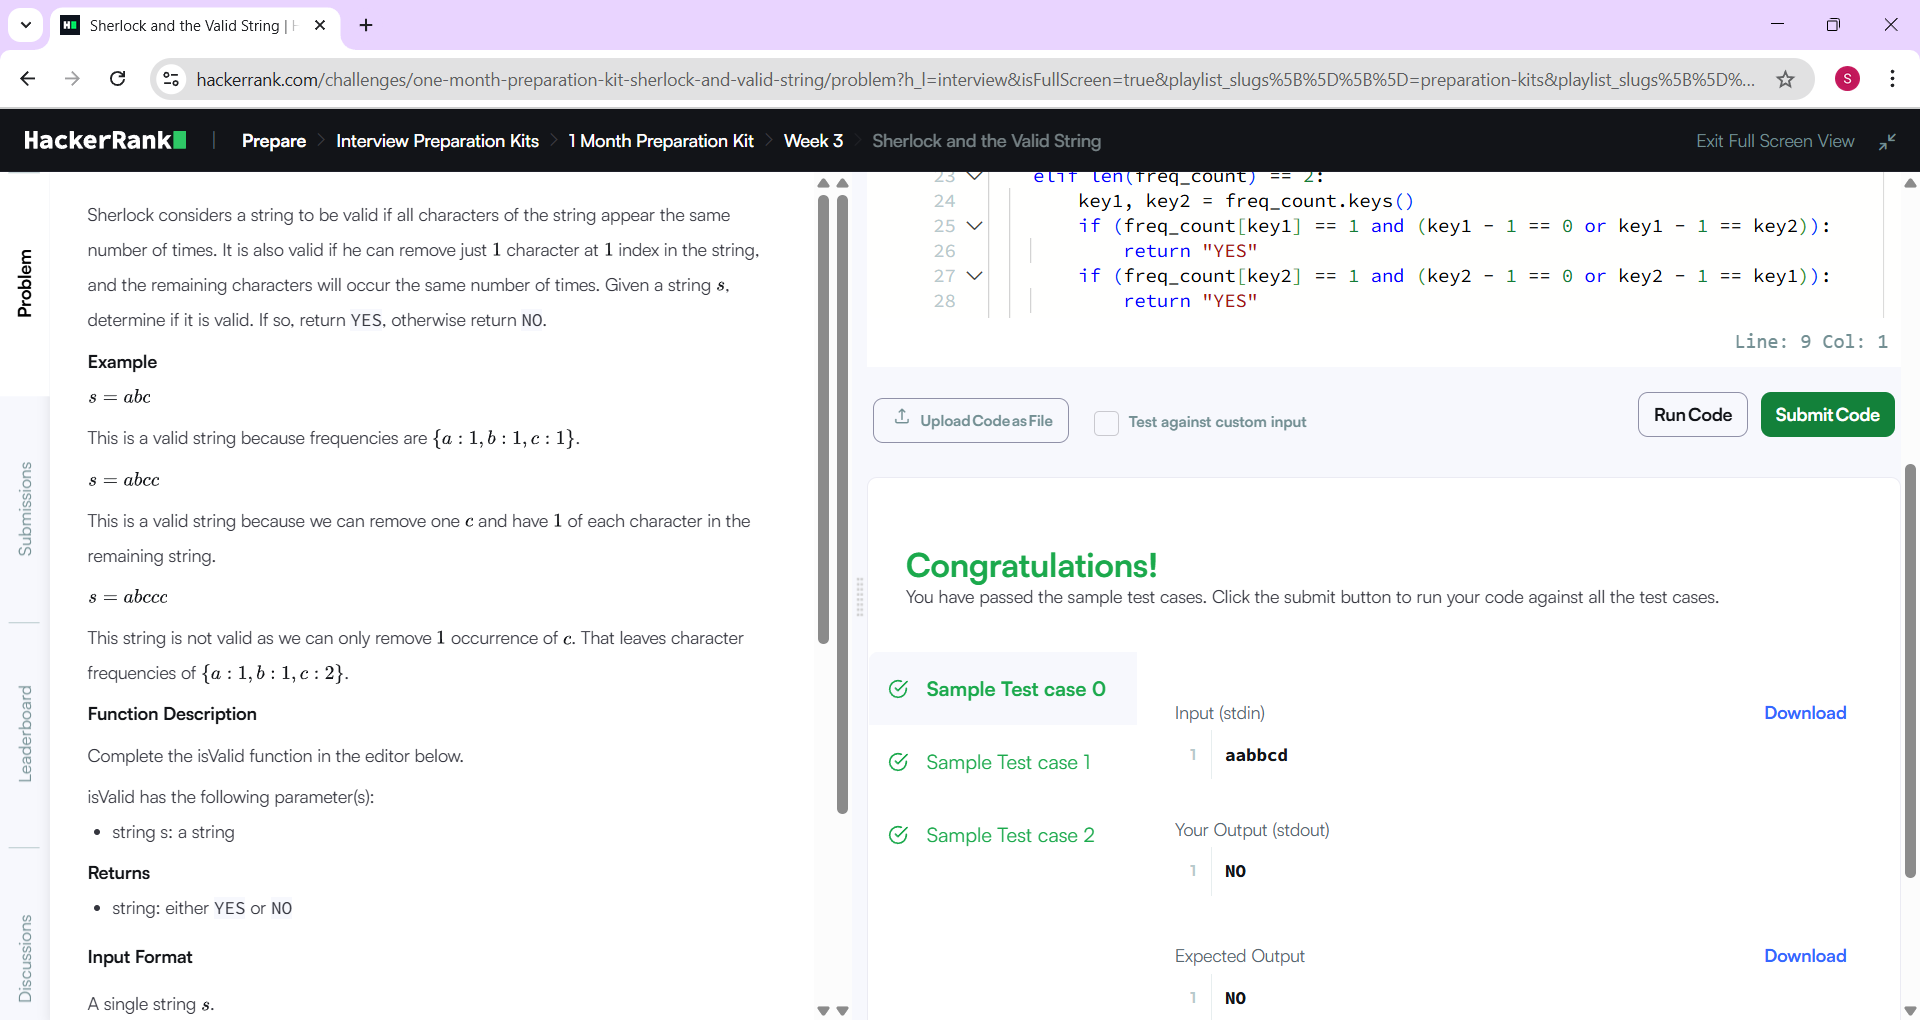 Sherlock and the Valid String | H
hackerrank.com/challenges/one-month-preparation-kit-sherlock-and-valid-string/problem?h_l=interview&isFullScreen=true&playlist_slugs%5B%5D%5B%5D=preparation-kits&playlist_slugs%5B%5D%...
S
HackerRank
Prepare
Interview Preparation Kits
1 Month Preparation Kit
Week 3
Sherlock and the Valid String
Exit Full Screen View
Problem
Submissions
Leaderboard
Discussions
Sherlock considers a string to be valid if all characters of the string appear the same
number of times. It is also valid if he can remove just 1 character at 1 index in the string,
and the remaining characters will occur the same number of times. Given a string s,
determine if it is valid. If so, return YES, otherwise return NO.
Example
s = abc
This is a valid string because frequencies are {a : 1, b : 1, c : 1}.
s = abcc
This is a valid string because we can remove one c and have 1 of each character in the
remaining string.
s = abccc
This string is not valid as we can only remove 1 occurrence of c. That leaves character
frequencies of {a : 1, b : 1, c : 2}.
Function Description
Complete the isValid function in the editor below.
isValid has the following parameter(s):
• string s: a string
Returns
• string: either YES or NO
Input Format
A single string s.
23 elif len(freq_count) == 2:
24 key1, key2 = freq_count.keys()
25 if (freq_count[key1] == 1 and (key1 - 1 == 0 or key1 - 1 == key2)):
26 return "YES"
27 if (freq_count[key2] == 1 and (key2 - 1 == 0 or key2 - 1 == key1)):
28 return "YES"
Line: 9 Col: 1
Upload Code as File
Test against custom input
Run Code
Submit Code
Congratulations!
You have passed the sample test cases. Click the submit button to run your code against all the test cases.
Sample Test case 0
Sample Test case 1
Sample Test case 2
Input (stdin)
Download
1 aabbcd
Your Output (stdout)
1 NO
Expected Output
Download
1 NO